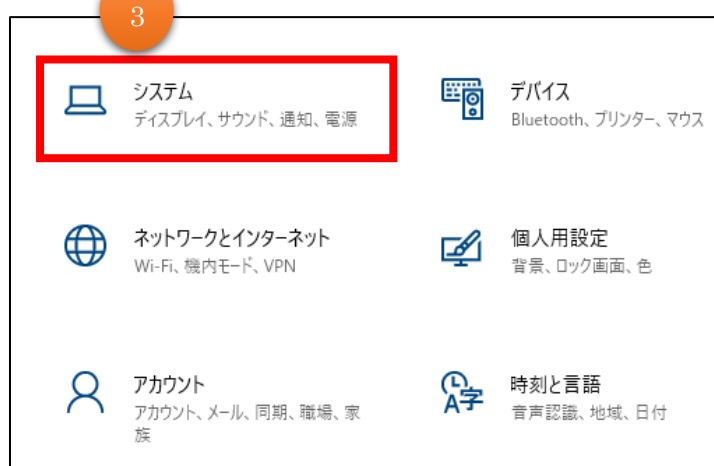 3
システム
ディスプレイ、サウンド、通知、電源
デバイス
Bluetooth、プリンター、マウス
ネットワークとインターネット
Wi-Fi、機内モード、VPN
個人用設定
背景、ロック画面、色
アカウント
アカウント、メール、同期、職場、家
族
時刻と言語
音声認識、地域、日付